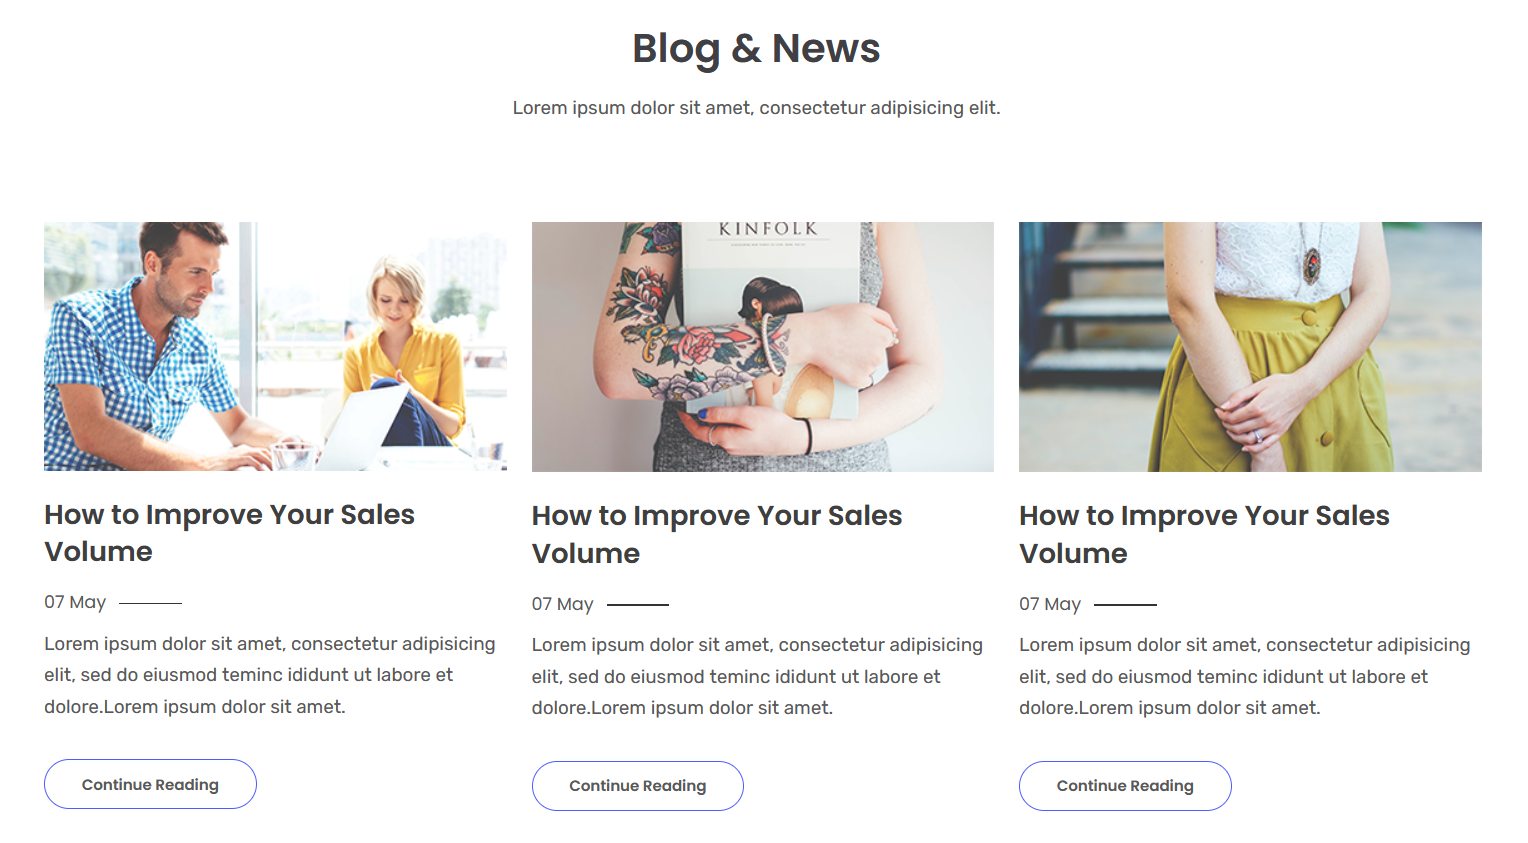 Blog & News
Lorem ipsum dolor sit amet, consectetur adipisicing elit.
KINFOLK
How to Improve Your Sales
Volume
07 May
Lorem ipsum dolor sit amet, consectetur adipisicing
elit, sed do eiusmod teminc ididunt ut labore et
dolore.Lorem ipsum dolor sit amet.
Continue Reading
How to Improve Your Sales
Volume
07 May
Lorem ipsum dolor sit amet, consectetur adipisicing
elit, sed do eiusmod teminc ididunt ut labore et
dolore.Lorem ipsum dolor sit amet.
Continue Reading
How to Improve Your Sales
Volume
07 May
Lorem ipsum dolor sit amet, consectetur adipisicing
elit, sed do eiusmod teminc ididunt ut labore et
dolore.Lorem ipsum dolor sit amet.
Continue Reading